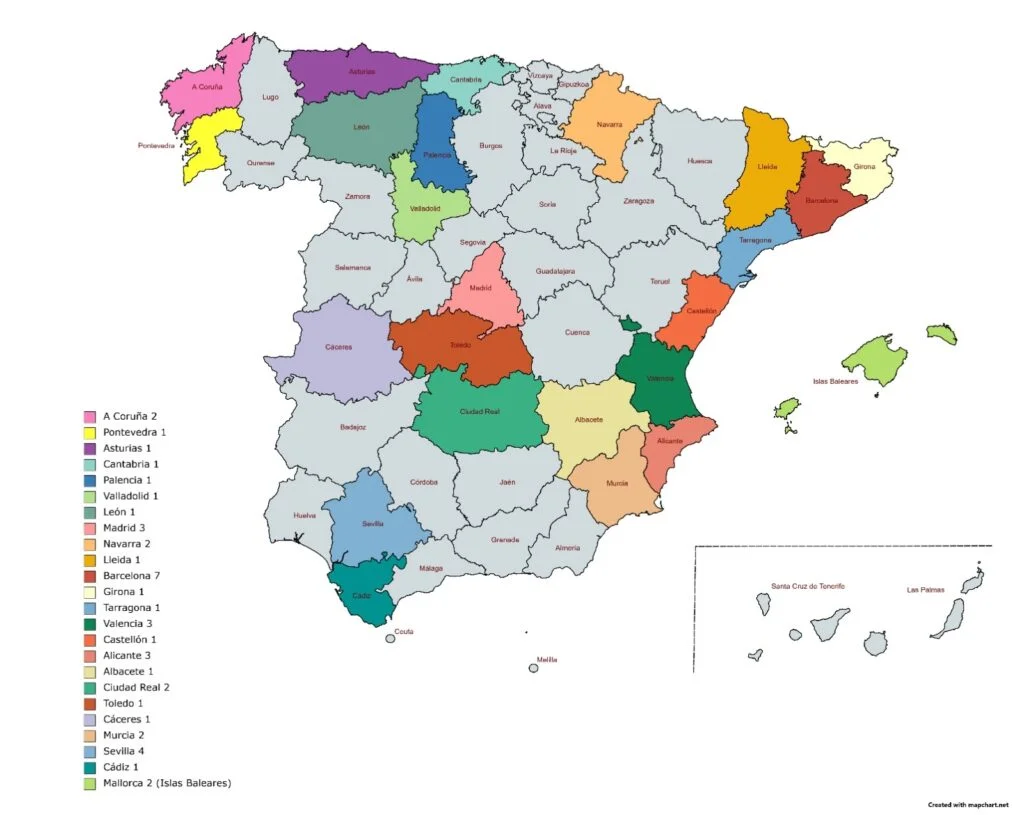 A Coruña
Lugo
Asturias
Cantabria
Vizcaya
Gipuzkoa
Álava
Navarra
León
Palencia
Burgos
La Rioja
Huesca
Lleida
Girona
Barcelona
Pontevedra
Ourense
Zamora
Valladolid
Soria
Zaragoza
Tarragona
Segovia
Salamanca
Ávila
Madrid
Guadalajara
Teruel
Castellón
Cáceres
Toledo
Cuenca
Valencia
Islas Baleares
Badajoz
Ciudad Real
Albacete
Alicante
Murcia
Córdoba
Jaén
Huelva
Sevilla
Granada
Almería
Málaga
Cádiz
Ceuta
Melilla
Santa Cruz de Tenerife
Las Palmas
A Coruña 2
Pontevedra 1
Asturias 1
Cantabria 1
Palencia 1
Valladolid 1
León 1
Madrid 3
Navarra 2
Lleida 1
Barcelona 7
Girona 1
Tarragona 1
Valencia 3
Castellón 1
Alicante 3
Albacete 1
Ciudad Real 2
Toledo 1
Cáceres 1
Murcia 2
Sevilla 4
Cádiz 1
Mallorca 2 (Islas Baleares)
Created with mapchart.net